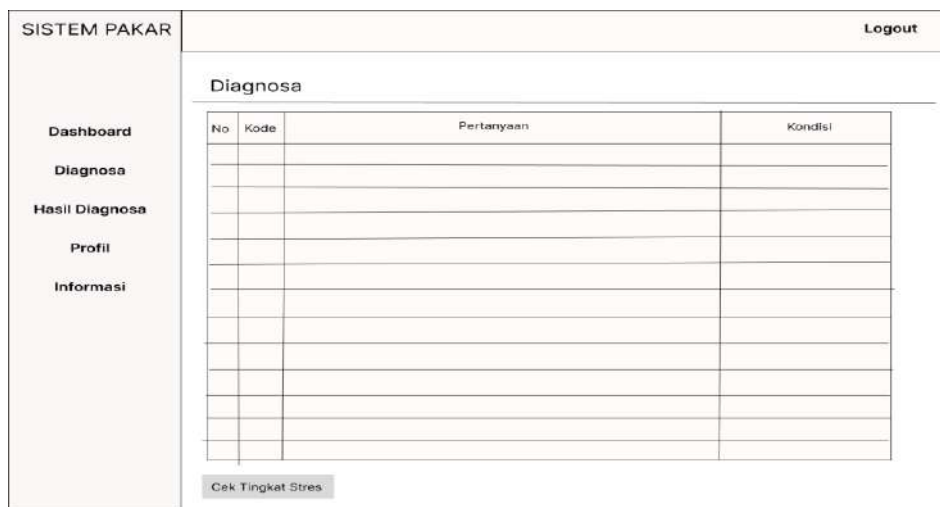 SISTEM PAKAR
Logout
Dashboard
Diagnosa
Hasil Diagnosa
Profil
Informasi
Diagnosa
No Kode Pertanyaan Kondisi
Cek Tingkat Stres